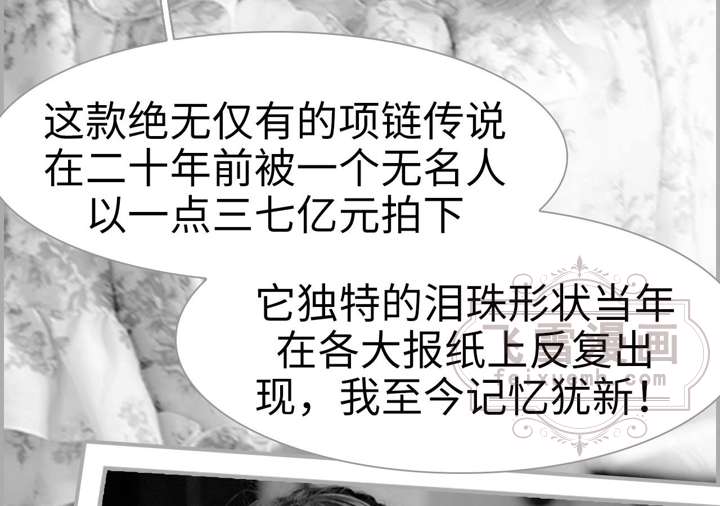 这款绝无仅有的项链传说
在二十年前被一个无名人
以一点三七亿元拍下
它独特的泪珠形状当年
在各大报纸上反复出
现，我至今记忆犹新！
飞雪漫画
feixuemh.com